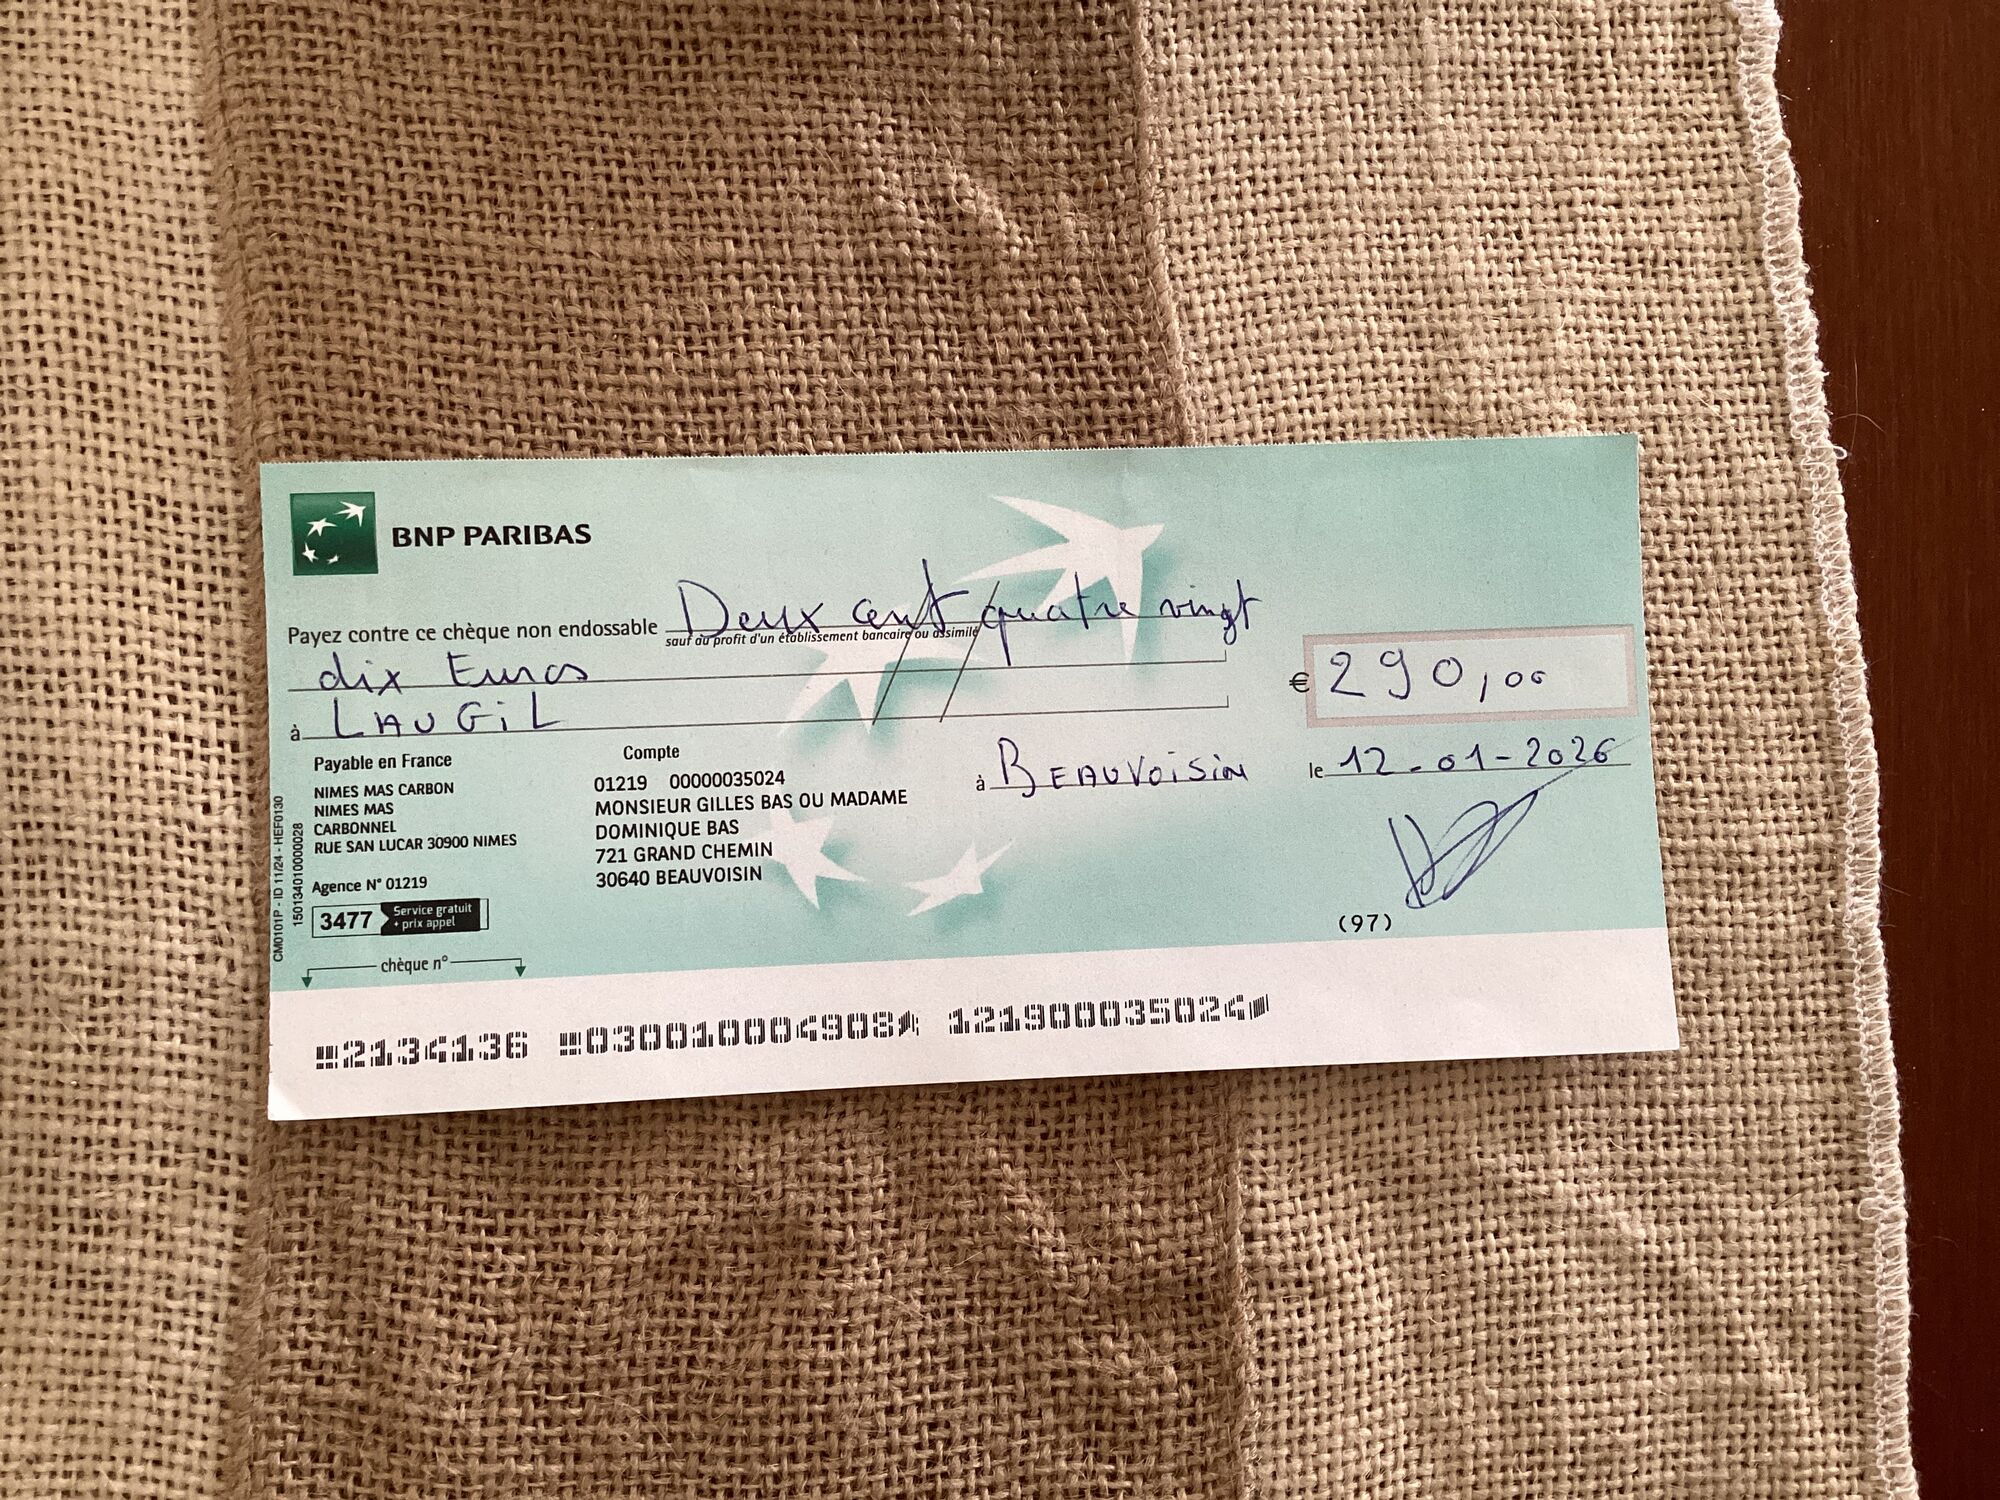 BNP PARIBAS
Payez contre ce chèque non endossable Deux cent quatre vingt
sauf au profit d'un établissement bancaire ou assimilé
dix Euros
€ 290,00
à LAUGiL
Payable en France
NIMES MAS CARBON
NIMES MAS
CARBONNEL
RUE SAN LUCAR 30900 NIMES
Agence N° 01219
3477 Service gratuit
+ prix appel
Compte
01219 00000035024
MONSIEUR GILLES BAS OU MADAME
DOMINIQUE BAS
721 GRAND CHEMIN
30640 BEAUVOISIN
à BEAUVOiSiN
le 12-01-2026
(97)
CM0101P - ID 11/24 - HEF0130
1501340100000028
chèque n°
2134136 030010004908 121900035024